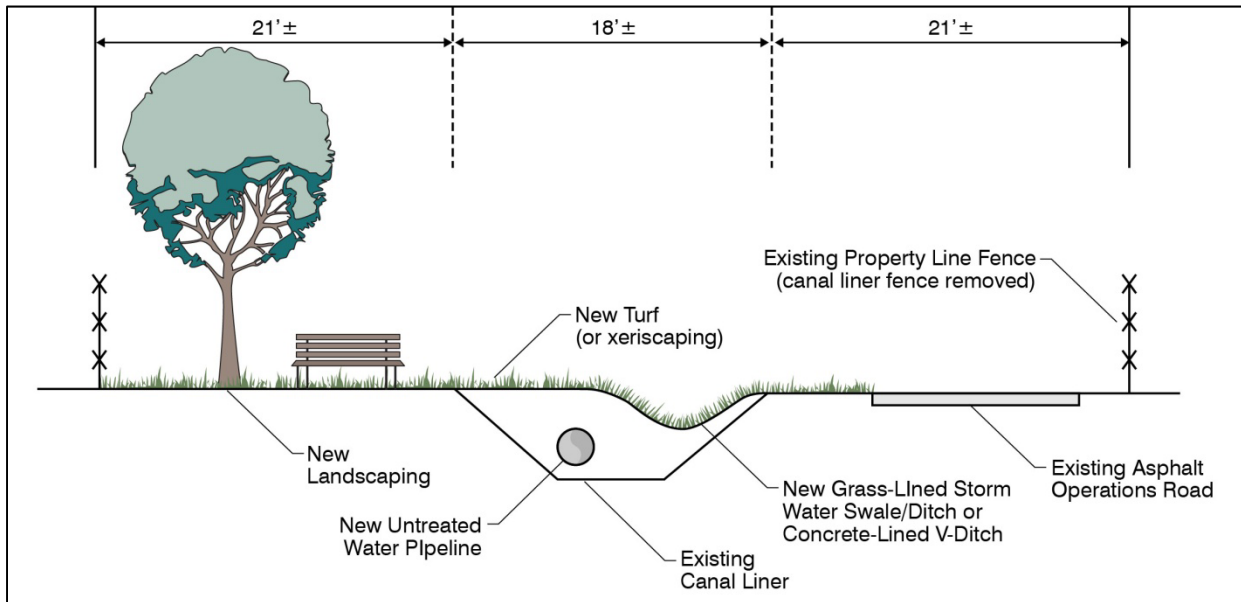 21'±
18'±
21'±
Existing Property Line Fence
(canal liner fence removed)
New Turf
(or xeriscaping)
New
Landscaping
New Untreated
Water PIpeline
Existing
Canal Liner
New Grass-LIned Storm
Water Swale/Ditch or
Concrete-Lined V-Ditch
Existing Asphalt
Operations Road